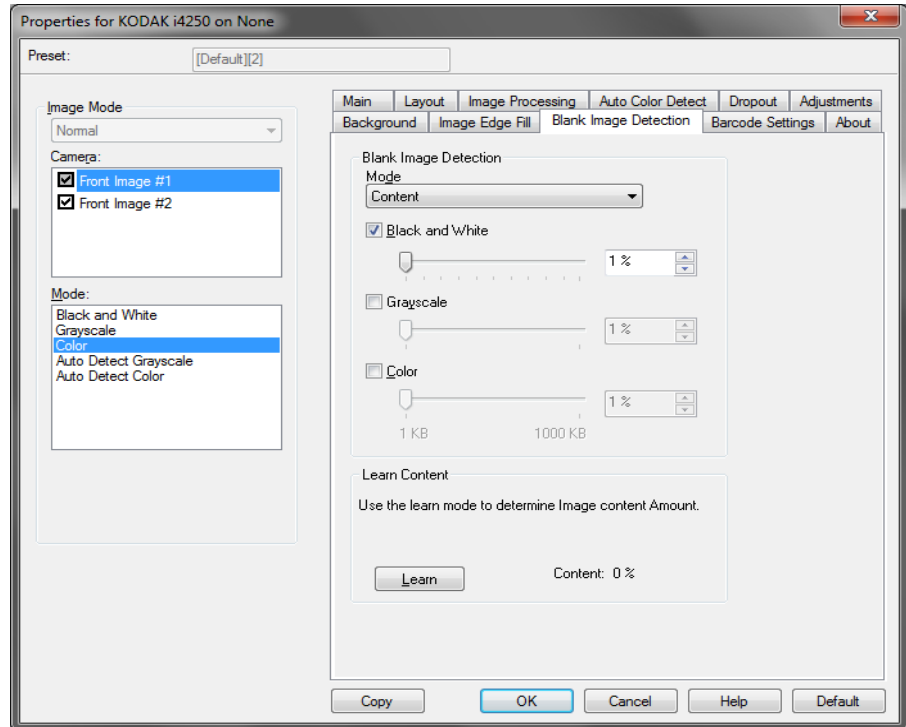 Properties for KODAK i4250 on None
Preset:
[Default][2]
Image Mode
Normal
Camera:
Front Image #1
Front Image #2
Mode:
Black and White
Grayscale
Color
Auto Detect Grayscale
Auto Detect Color
Main Layout Image Processing Auto Color Detect Dropout Adjustments
Background Image Edge Fill Blank Image Detection Barcode Settings About
Blank Image Detection
Mode
Content
Black and White
1 %
Grayscale
1 %
Color
1 %
1 KB 1000 KB
Learn Content
Use the learn mode to determine Image content Amount.
Learn Content: 0 %
Copy OK Cancel Help Default